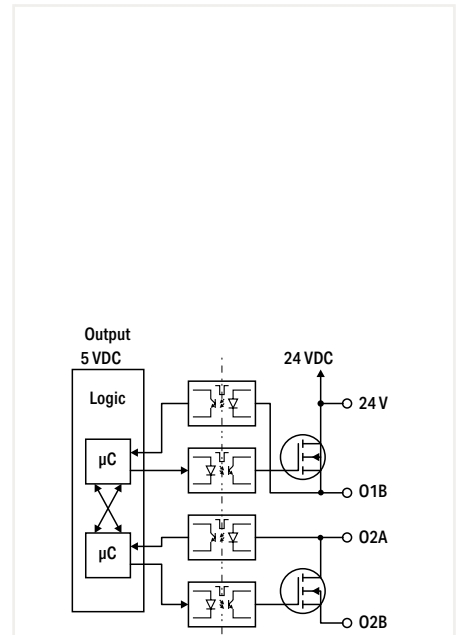 Output
5 VDC
24 VDC
Logic
24 V
µC
O1B
O2A
µC
O2B